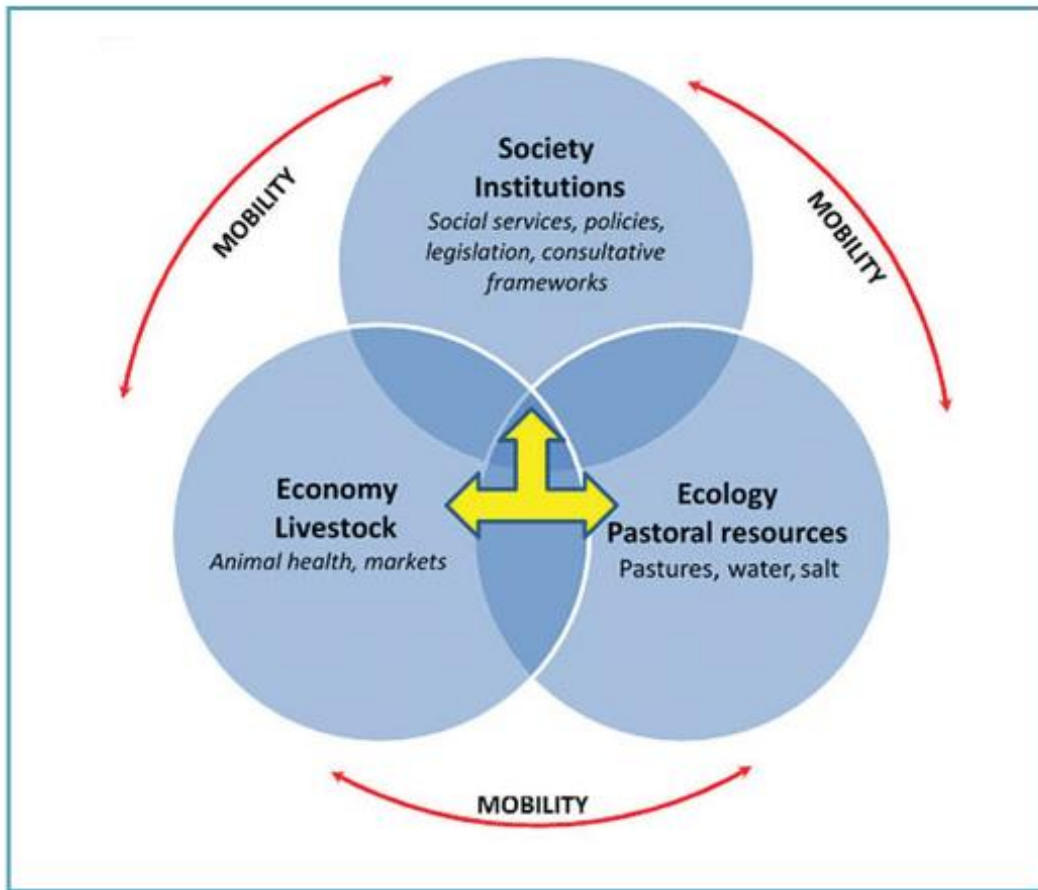 MOBILITY
Society
Institutions
Social services, policies,
legislation, consultative
frameworks
MOBILITY
Economy
Livestock
Animal health, markets
Ecology
Pastoral resources
Pastures, water, salt
MOBILITY